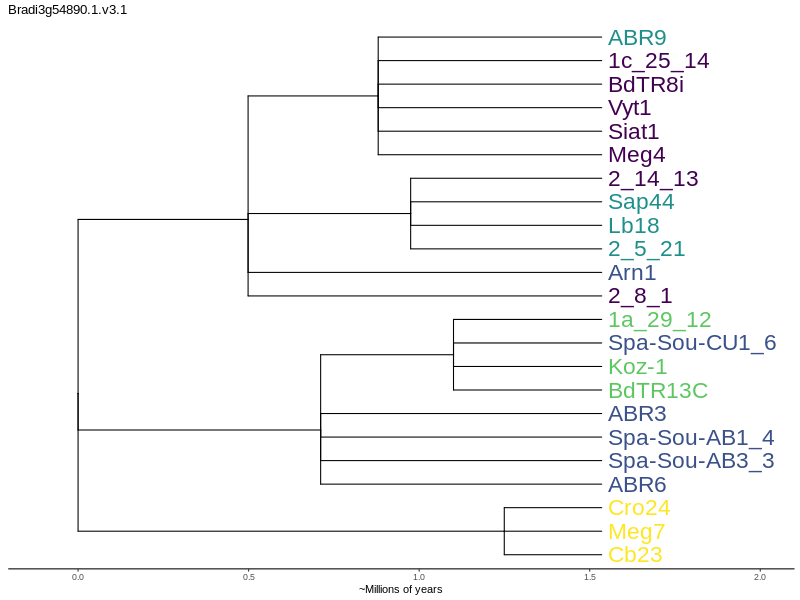 Bradi3g54890.1.v3.1
ABR9
1c_25_14
BdTR8i
Vyt1
Siat1
Meg4
2_14_13
Sap44
Lb18
2_5_21
Arn1
2_8_1
1a_29_12
Spa-Sou-CU1_6
Koz-1
BdTR13C
ABR3
Spa-Sou-AB1_4
Spa-Sou-AB3_3
ABR6
Cro24
Meg7
Cb23
0.0 0.5 1.0 1.5 2.0
~Millions of years